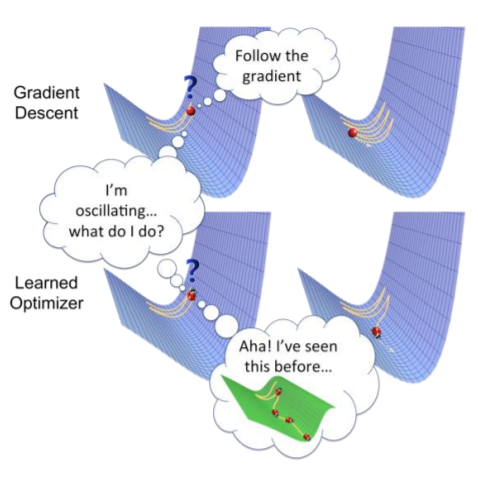 Gradient
Descent
?
Follow the
gradient
I'm
oscillating...
what do I do?
Learned
Optimizer
?
Aha! I've seen
this before...